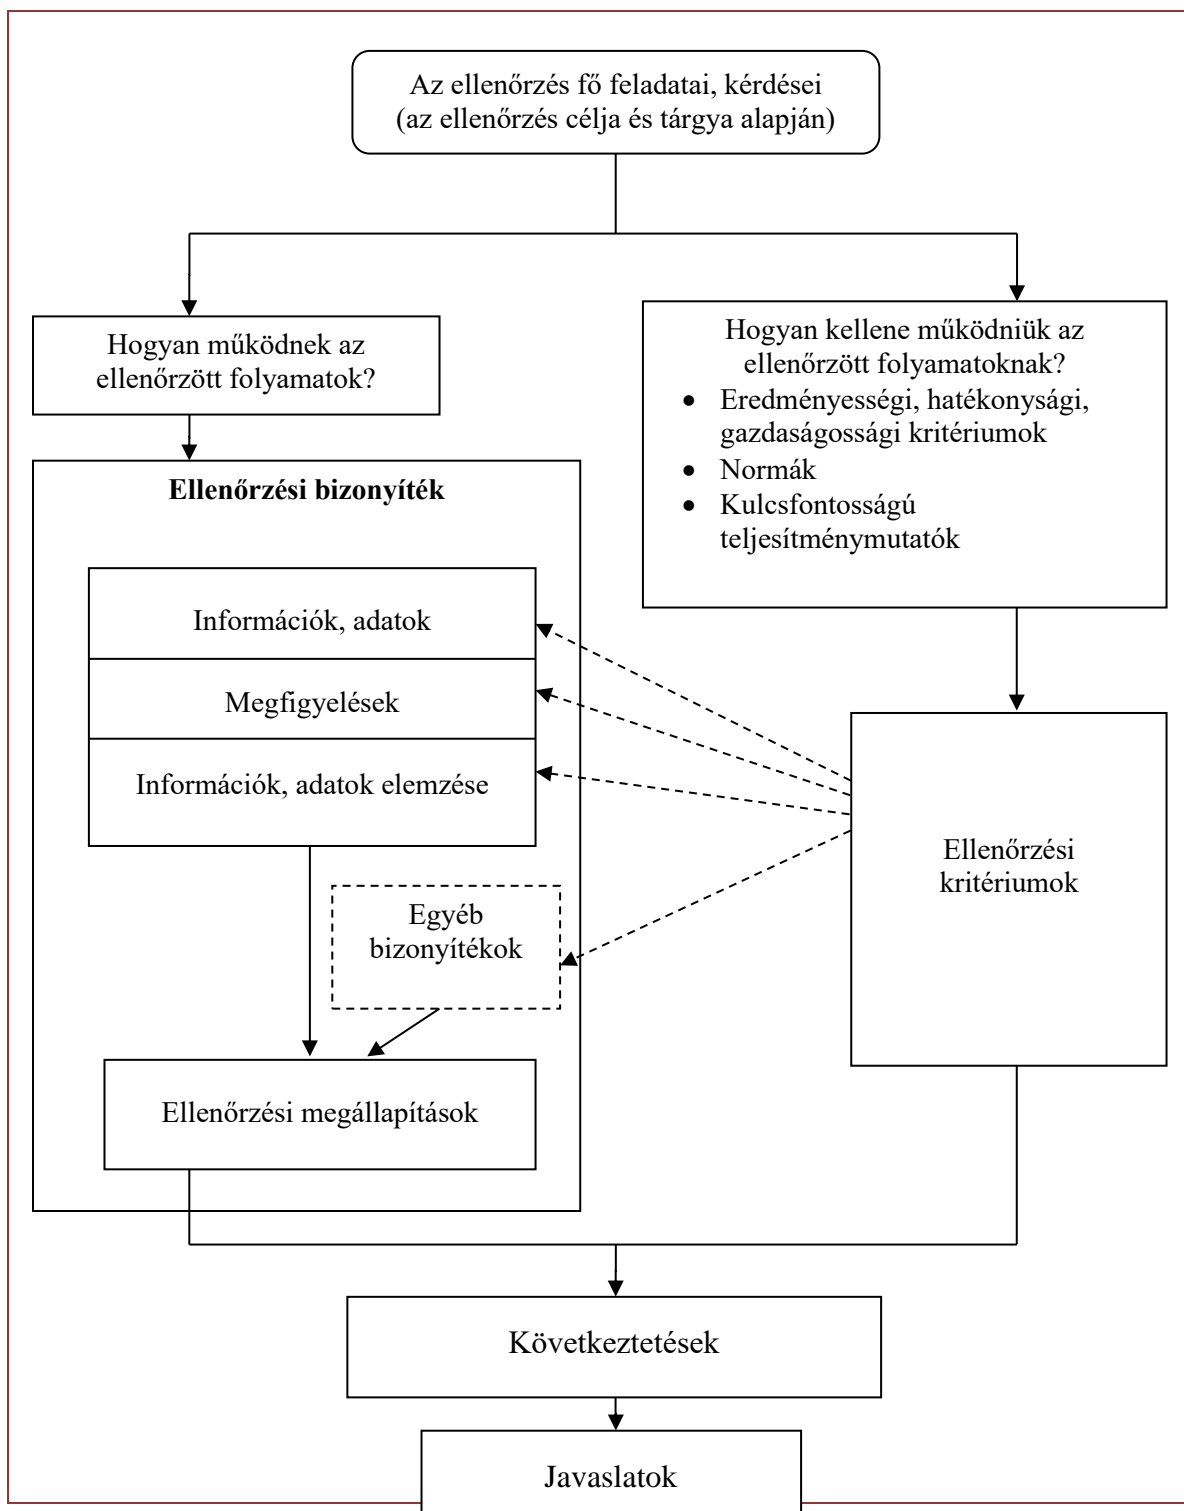 Az ellenőrzés fő feladatai, kérdései
(az ellenőrzés célja és tárgya alapján)
Hogyan működnek az
ellenőrzött folyamatok?
Hogyan kellene működniük az
ellenőrzött folyamatoknak?
• Eredményességi, hatékonysági,
gazdaságossági kritériumok
• Normák
• Kulcsfontosságú
teljesítménymutatók
Ellenőrzési bizonyíték
Információk, adatok
Megfigyelések
Információk, adatok elemzése
Egyéb
bizonyítékok
Ellenőrzési megállapítások
Ellenőrzési
kritériumok
Következtetések
Javaslatok